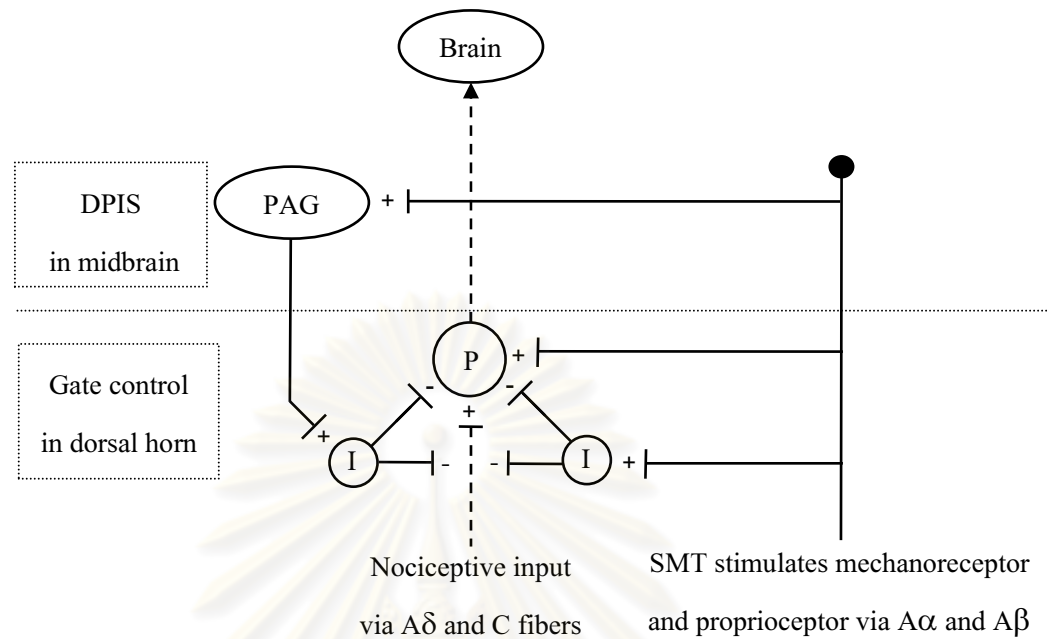 Brain
DPIS
in midbrain
PAG
+
P
+
-
-
+
Gate control
in dorsal horn
+
I
-
-
I
+
Nociceptive input
via Aδ and C fibers
SMT stimulates mechanoreceptor
and proprioceptor via Aα and Aβ